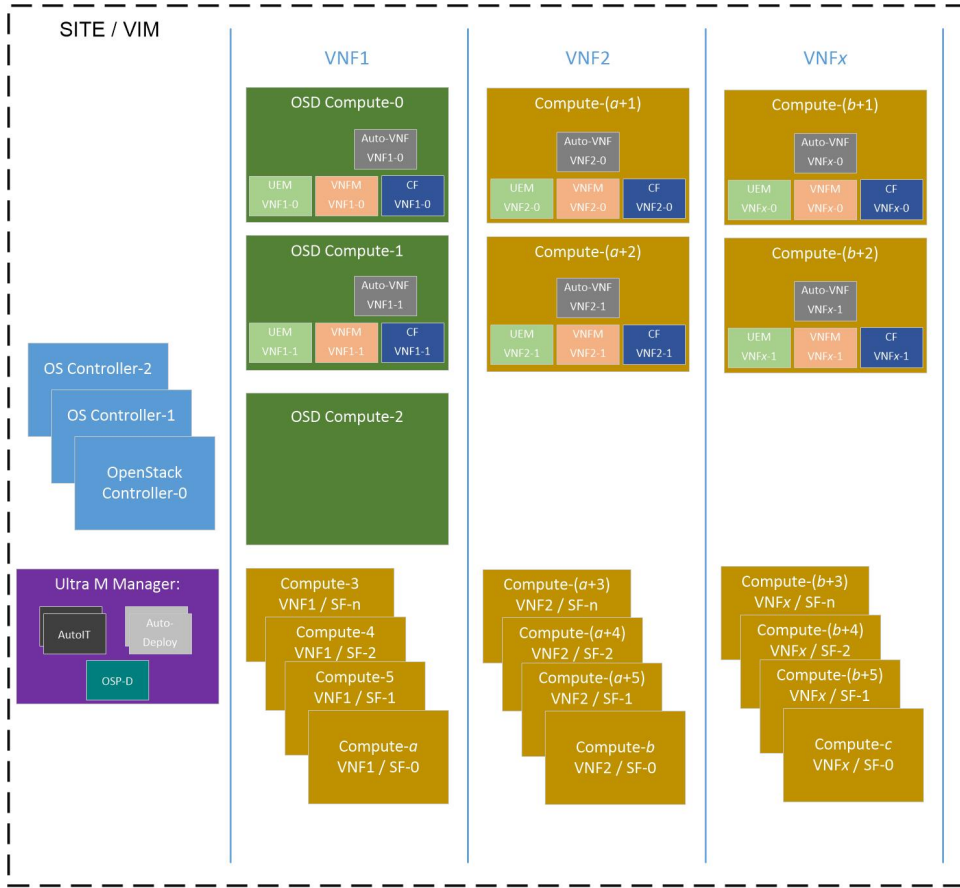 SITE / VIM
VNF1
VNF2
VNFx
OSD Compute-0
Auto-VNF
VNF1-0
UEM
VNF1-0
VNFM
VNF1-0
CF
VNF1-0
Compute-(a+1)
Auto-VNF
VNF2-0
UEM
VNF2-0
VNFM
VNF2-0
CF
VNF2-0
Compute-(b+1)
Auto-VNF
VNFx-0
UEM
VNFx-0
VNFM
VNFx-0
CF
VNFx-0
OSD Compute-1
Auto-VNF
VNF1-1
UEM
VNF1-1
VNFM
VNF1-1
CF
VNF1-1
Compute-(a+2)
Auto-VNF
VNF2-1
UEM
VNF2-1
VNFM
VNF2-1
CF
VNF2-1
Compute-(b+2)
Auto-VNF
VNFx-1
UEM
VNFx-1
VNFM
VNFx-1
CF
VNFx-1
OS Controller-2
OS Controller-1
OpenStack
Controller-0
OSD Compute-2
Ultra M Manager:
AutoIT
Auto-
Deploy
OSP-D
Compute-3
VNF1 / SF-n
Compute-4
VNF1 / SF-2
Compute-5
VNF1 / SF-1
Compute-a
VNF1 / SF-0
Compute-(a+3)
VNF2 / SF-n
Compute-(a+4)
VNF2 / SF-2
Compute-(a+5)
VNF2 / SF-1
Compute-b
VNF2 / SF-0
Compute-(b+3)
VNFx / SF-n
Compute-(b+4)
VNFx / SF-2
Compute-(b+5)
VNFx / SF-1
Compute-c
VNFx / SF-0